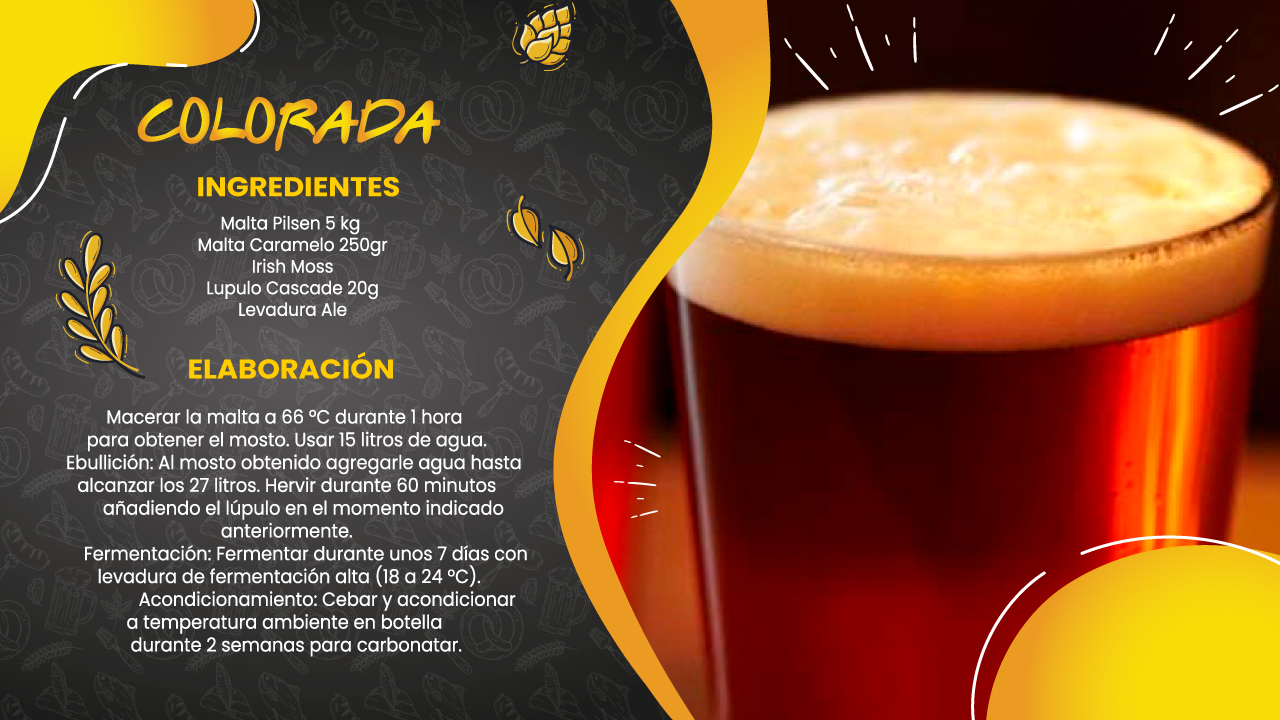 COLORADA
INGREDIENTES
Malta Pilsen 5 kg
Malta Caramelo 250gr
Irish Moss
Lupulo Cascade 20g
Levadura Ale
ELABORACIÓN
Macerar la malta a 66 ºC durante 1 hora
para obtener el mosto. Usar 15 litros de agua.
Ebullición: Al mosto obtenido agregarle agua hasta
alcanzar los 27 litros. Hervir durante 60 minutos
añadiendo el lúpulo en el momento indicado
anteriormente.
Fermentación: Fermentar durante unos 7 días con
levadura de fermentación alta (18 a 24 ºC).
Acondicionamiento: Cebar y acondicionar
a temperatura ambiente en botella
durante 2 semanas para carbonatar.